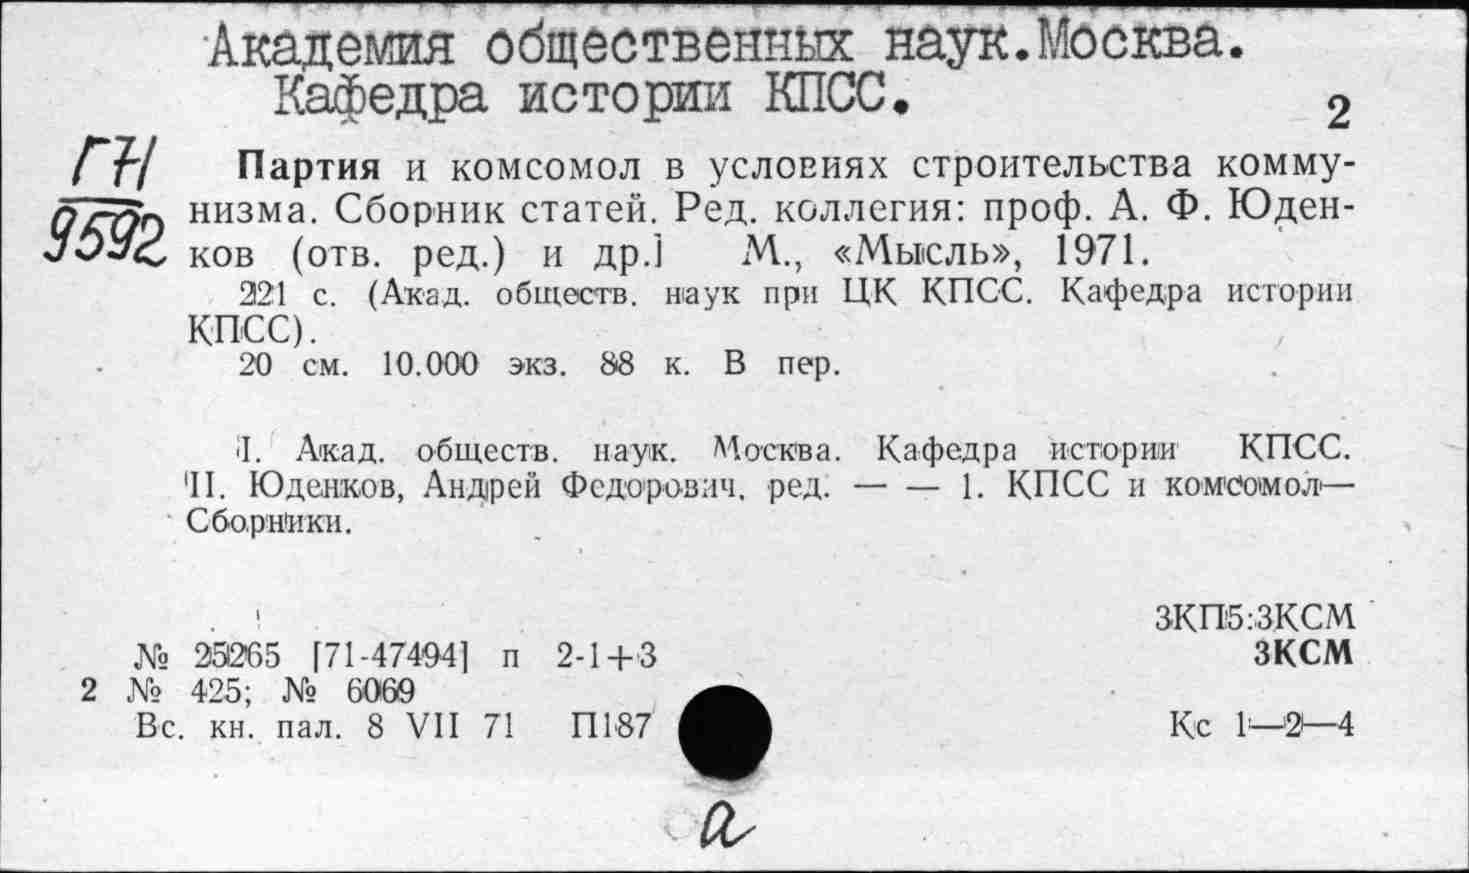 Академия общественных наук.Москва.
Кафедра истории КПСС.
2
Партия и комсомол в условиях строительства комму-
низма. Сборник статей. Ред. коллегия: проф. А. Ф. Юден-
9592 ков (отв. ред.) и др.] М., «Мысль», 1971.
221 с. (Акад. обществ. наук при ЦК КПСС. Кафедра истории
КПСС).
20 см. 10.000 экз. 88 к. В пер.
I. Акад. обществ. наук. Москва. Кафедра истории КПСС.
II. Юденков, Андрей Федорович, ред. — — 1. КПСС и комсомол—
Сборники.
3КП5:3КСМ
№ 25265 [71-47494] п 2-1+3 3КСМ
2 № 425; № 6069
Вс. кн. пал. 8 VII 71 П187 Кс 1—2—4
а